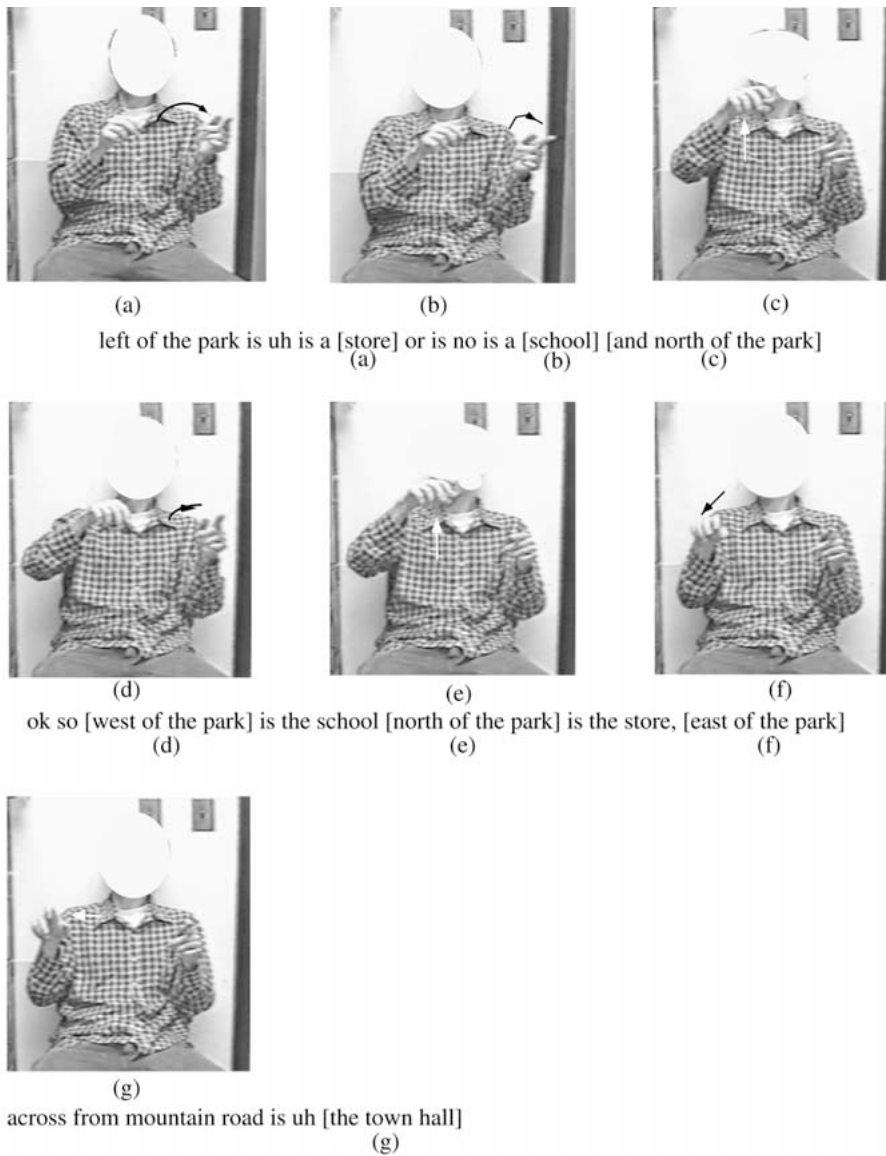 (a) (b) (c)
left of the park is uh is a [store] or is no is a [school] [and north of the park]
(a) (b) (c)
(d) (e) (f)
ok so [west of the park] is the school [north of the park] is the store, [east of the park]
(d) (e) (f)
(g)
across from mountain road is uh [the town hall]
(g)